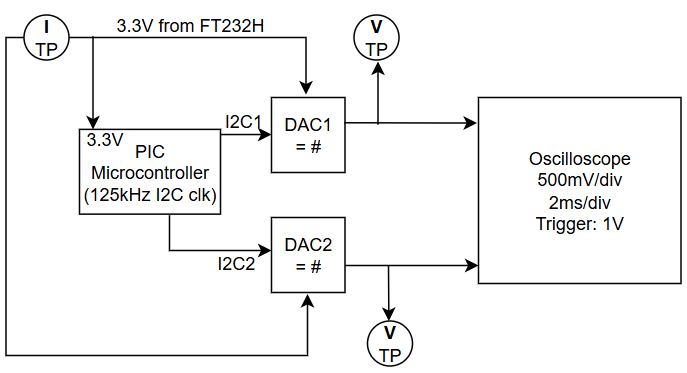 I
TP
3.3V from FT232H
V
TP
I2C1
DAC1
= #
3.3V
PIC
Microcontroller
(125kHz I2C clk)
Oscilloscope
500mV/div
2ms/div
Trigger: 1V
I2C2
DAC2
= #
V
TP